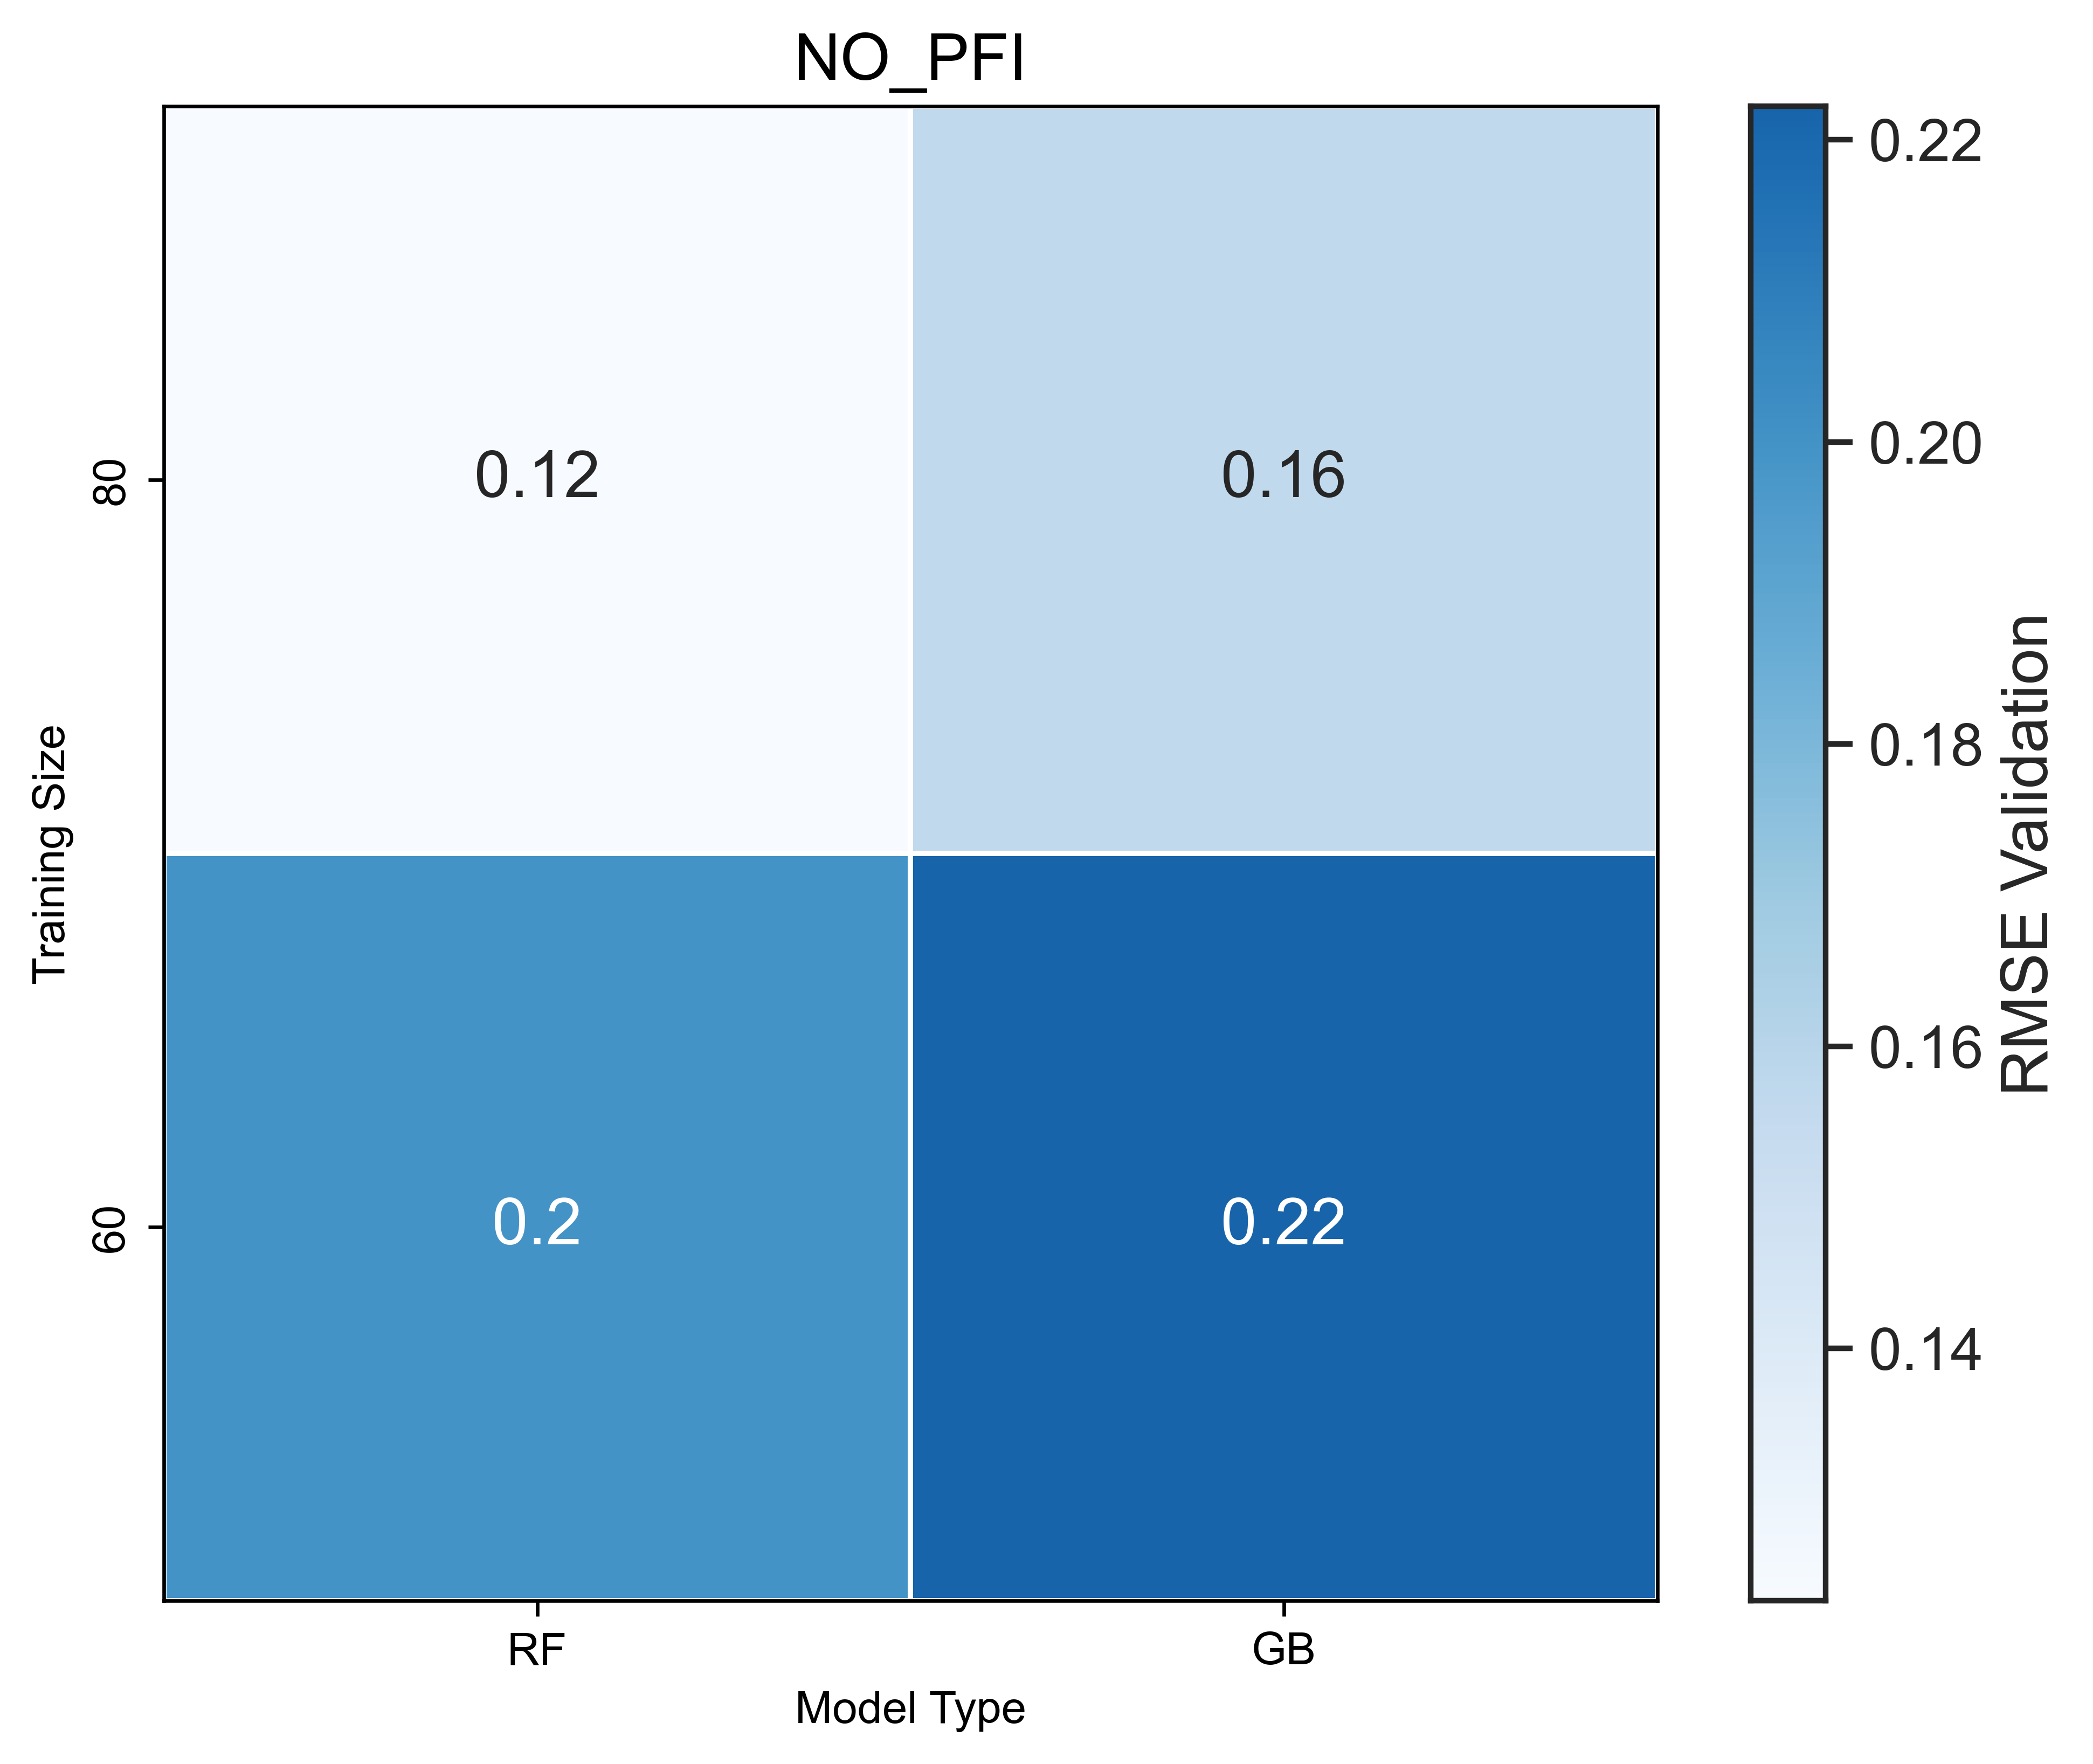 NO_PFI
0.12
0.16
0.2
0.22
80
60
Training Size
RF
GB
Model Type
0.22
0.20
0.18
0.16
0.14
RMSE Validation